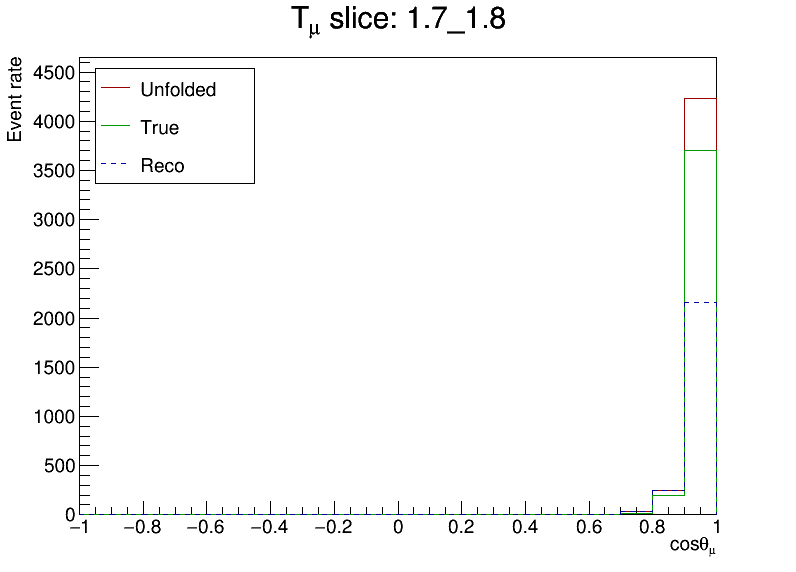 Tμ slice: 1.7_1.8
Event rate
4500
4000
3500
3000
2500
2000
1500
1000
500
0
Unfolded
True
Reco
−1 −0.8 −0.6 −0.4 −0.2 0 0.2 0.4 0.6 0.8 1
cosθμ